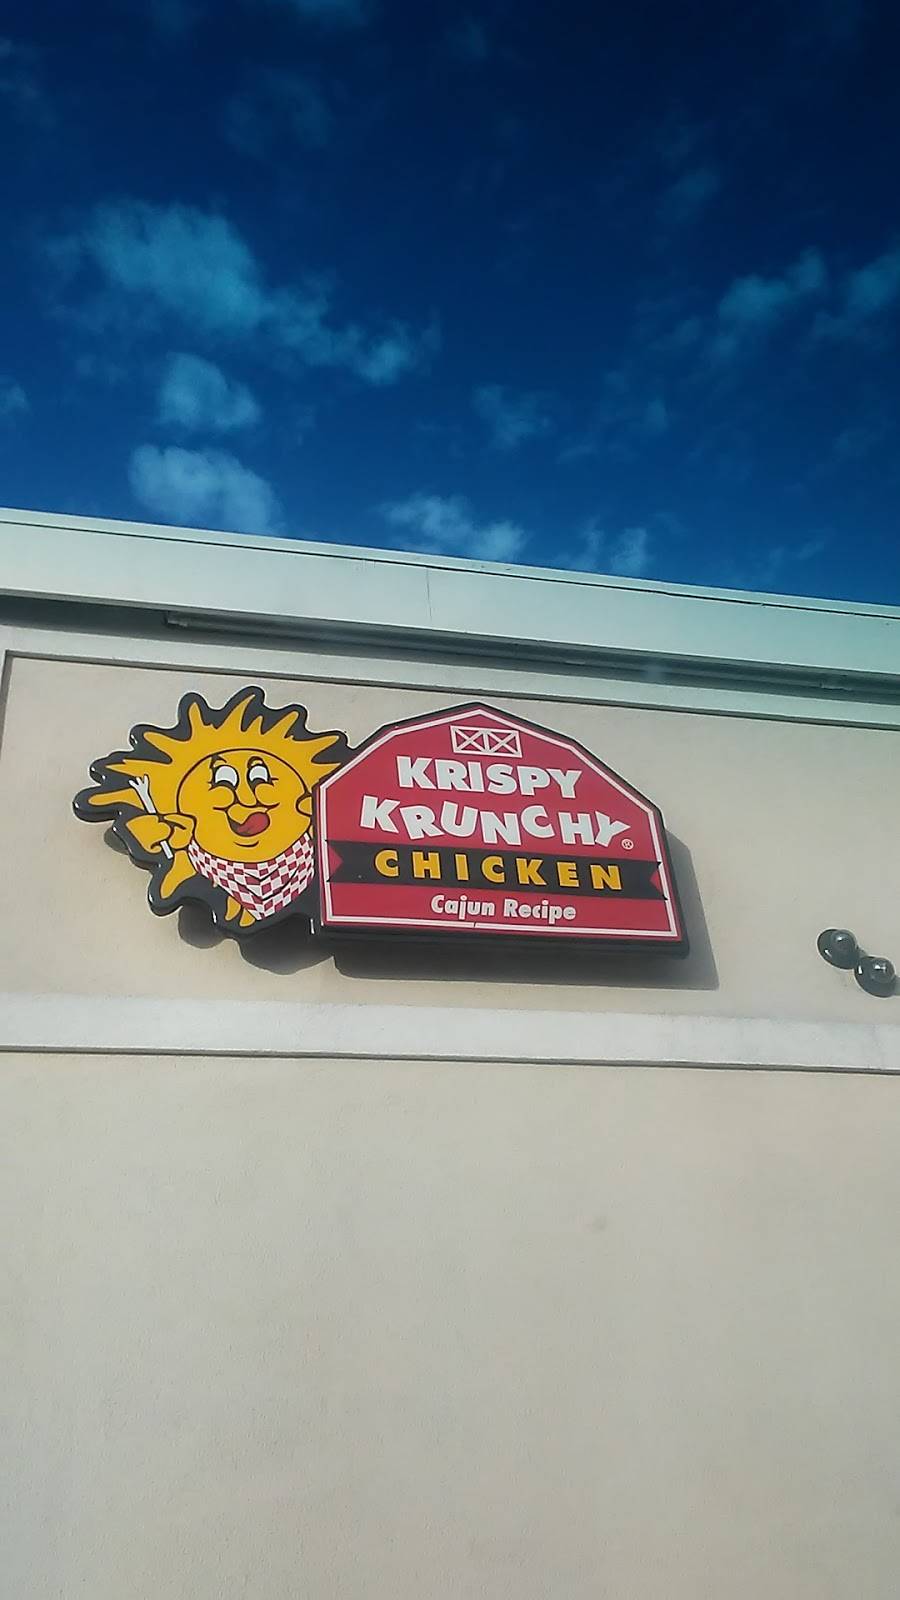 KRISPY
KRUNCHY®
CHICKEN
Cajun Recipe